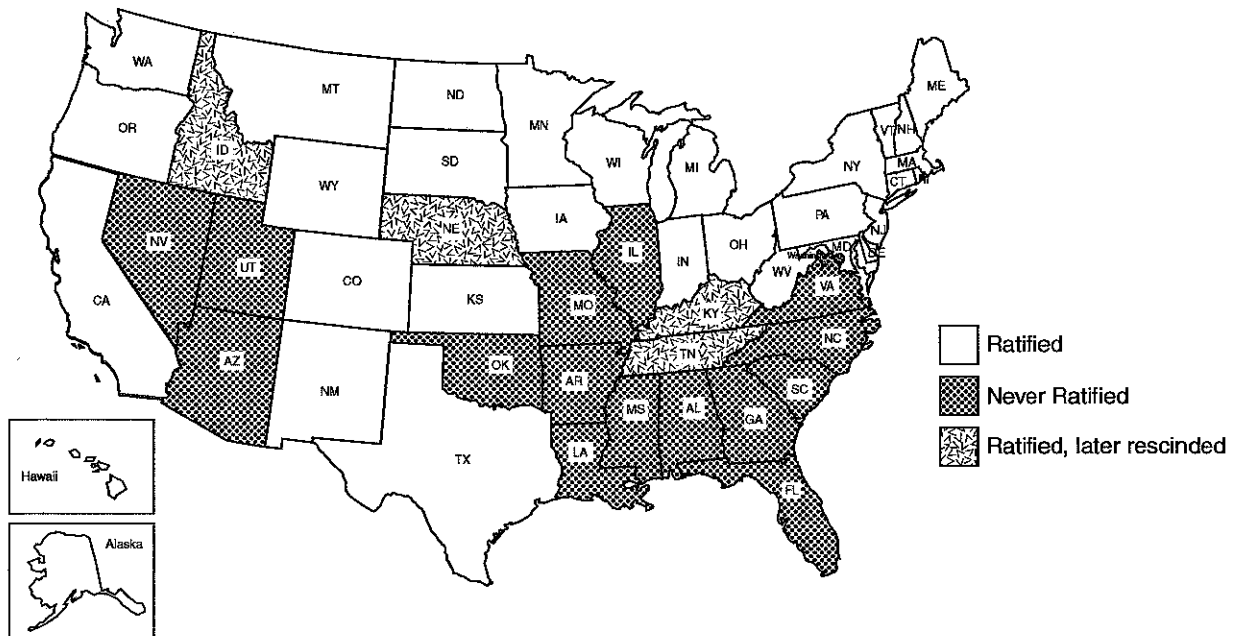 WA
MT
ND
MN
ME
OR
ID
SD
WI
MI
VT
NH
NY
MA
CT
WY
IA
PA
NE
NJ
NV
UT
IL
IN
OH
MD
DE
WV
CA
CO
KS
MO
KY
VA
AZ
NM
OK
AR
TN
NC
MS
AL
GA
SC
TX
LA
FL
Ratified
Never Ratified
Ratified, later rescinded
Hawaii
Alaska